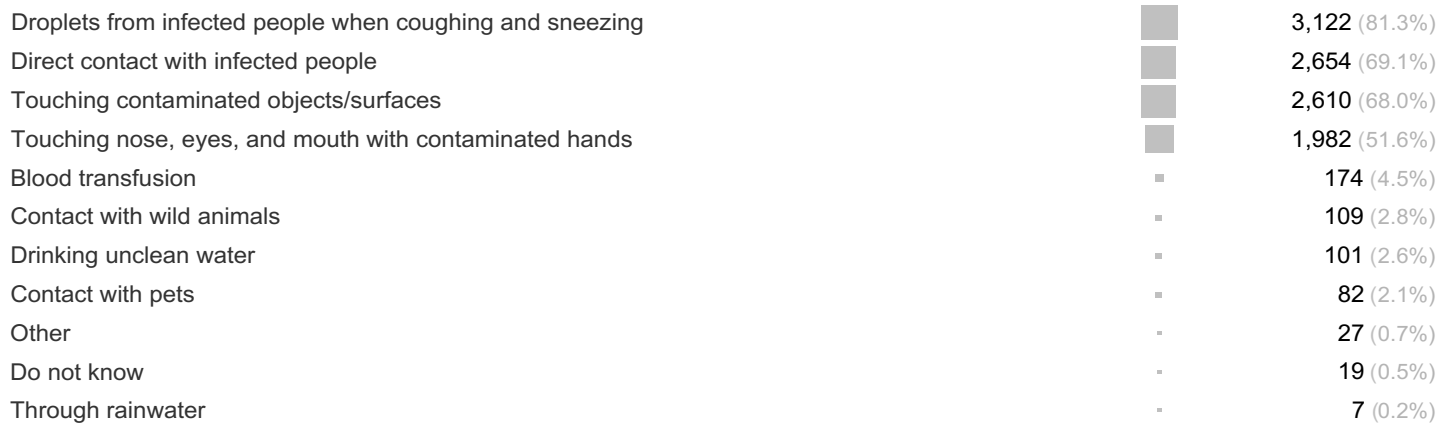 Droplets from infected people when coughing and sneezing 3,122 (81.3%)
Direct contact with infected people 2,654 (69.1%)
Touching contaminated objects/surfaces 2,610 (68.0%)
Touching nose, eyes, and mouth with contaminated hands 1,982 (51.6%)
Blood transfusion 174 (4.5%)
Contact with wild animals 109 (2.8%)
Drinking unclean water 101 (2.6%)
Contact with pets 82 (2.1%)
Other 27 (0.7%)
Do not know 19 (0.5%)
Through rainwater 7 (0.2%)